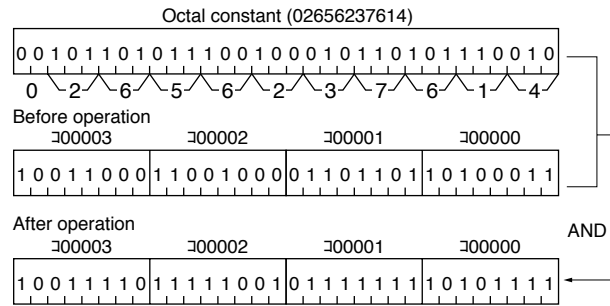 Octal constant (02656237614)
0 0 1 0 1 1 0 1 0 1 1 1 0 0 1 0 0 0 1 0 1 1 0 1 0 1 1 1 0 0 1 0
0 2 6 5 6 2 3 7 6 1 4
Before operation
コ00003 コ00002 コ00001 コ00000
1 0 0 1 1 0 0 0 1 1 0 0 1 0 0 0 0 1 1 0 1 1 0 1 1 0 1 0 0 0 1 1
After operation
AND
コ00003 コ00002 コ00001 コ00000
1 0 0 1 1 1 1 0 1 1 1 1 1 0 0 1 0 1 1 1 1 1 1 1 1 0 1 0 1 1 1 1